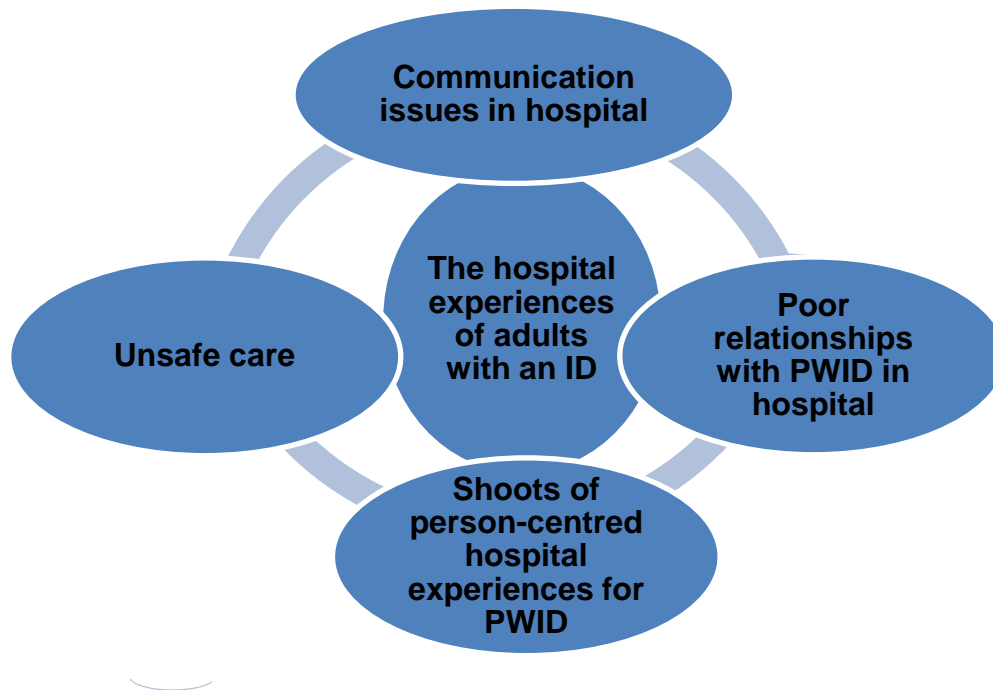 Communication
issues in hospital
The hospital
experiences
of adults
with an ID
Unsafe care
Poor
relationships
with PWID in
hospital
Shoots of
person-centred
hospital
experiences for
PWID